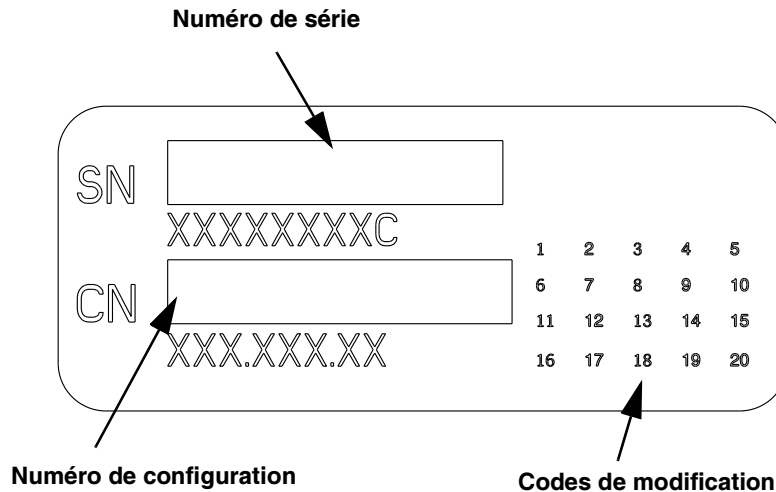 Numéro de série
SN
XXXXXXXXC
CN
XXX.XXX.XX
1 2 3 4 5
6 7 8 9 10
11 12 13 14 15
16 17 18 19 20
Numéro de configuration
Codes de modification